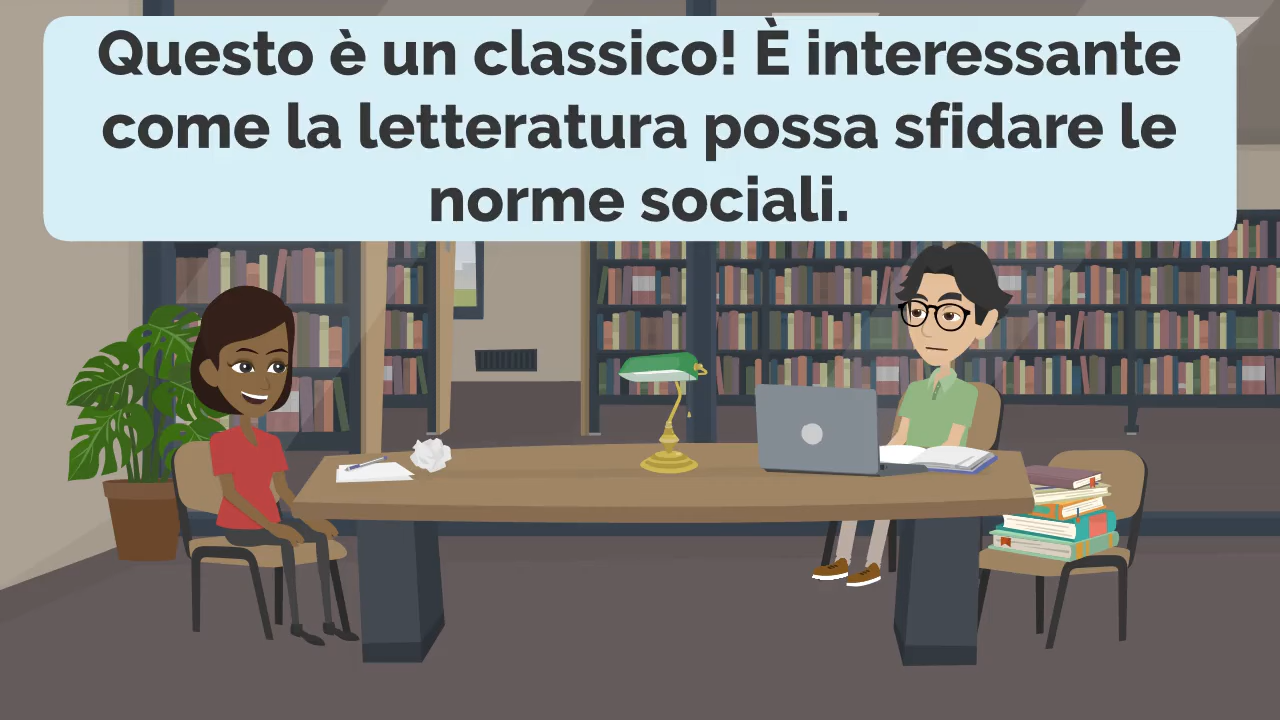 Questo è un classico! È interessante
come la letteratura possa sfidare le
norme sociali.